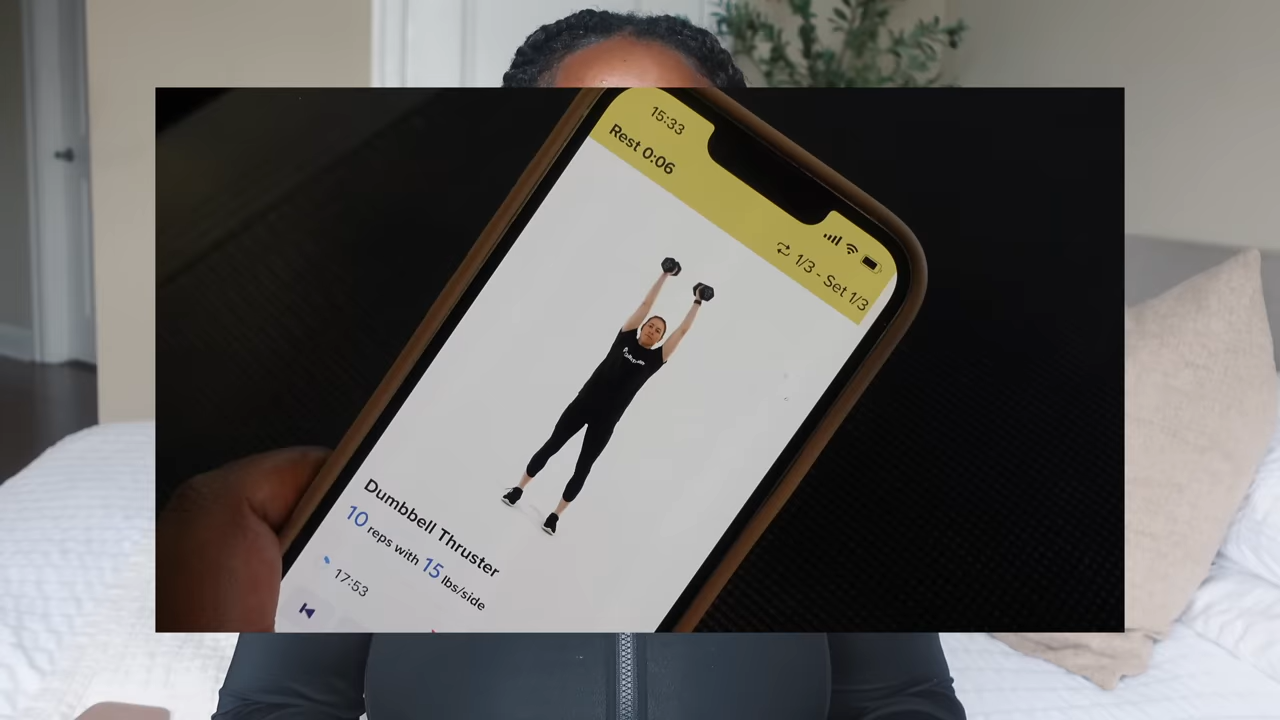 15:33
Rest 0:06
1/3 - Set 1/3
Dumbbell Thruster
10 reps with 15 lbs/side
17:53